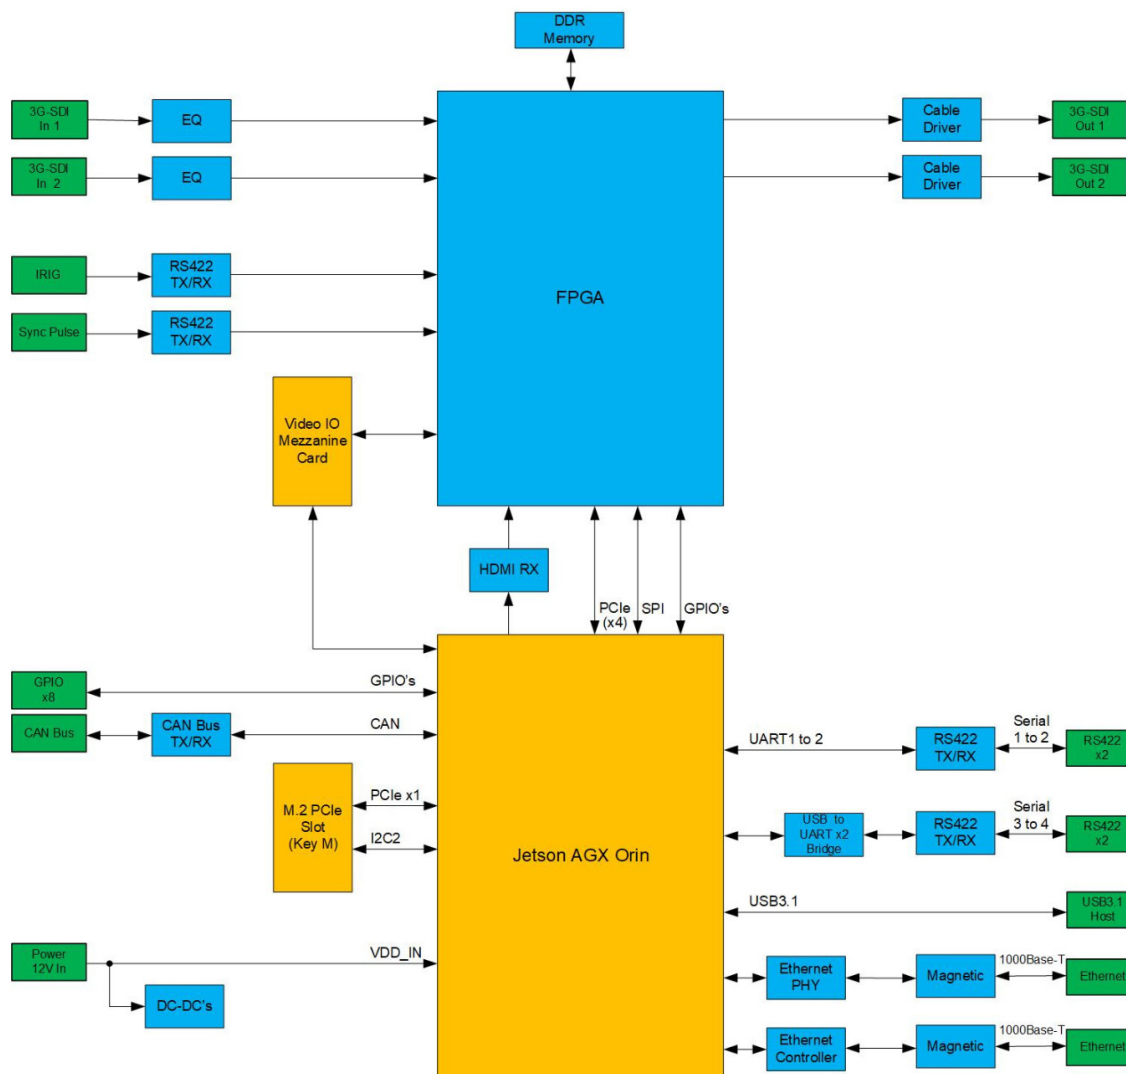 DDR
Memory
3G-SDI
In 1
EQ
Cable
Driver
3G-SDI
Out 1
3G-SDI
In 2
EQ
Cable
Driver
3G-SDI
Out 2
IRIG
RS422
TX/RX
FPGA
Sync Pulse
RS422
TX/RX
Video IO
Mezzanine
Card
HDMI RX
PCIe
(x4)
SPI
GPIO's
GPIO
x8
GPIO's
CAN Bus
CAN Bus
TX/RX
CAN
UART1 to 2
RS422
TX/RX
Serial
1 to 2
RS422
x2
M.2 PCIe
Slot
(Key M)
PCIe x1
I2C2
Jetson AGX Orin
USB to
UART x2
Bridge
RS422
TX/RX
Serial
3 to 4
RS422
x2
USB3.1
USB3.1
Host
Power
12V In
VDD_IN
DC-DC's
Ethernet
PHY
Magnetic
1000Base-T
Ethernet
Ethernet
Controller
Magnetic
1000Base-T
Ethernet